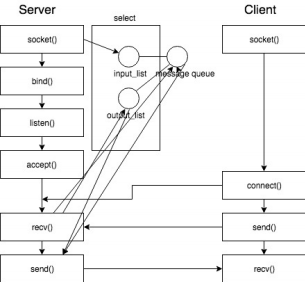 Server
Client
select
socket()
socket()
input_list
message queue
bind()
output_list
listen()
accept()
connect()
recv()
send()
send()
recv()